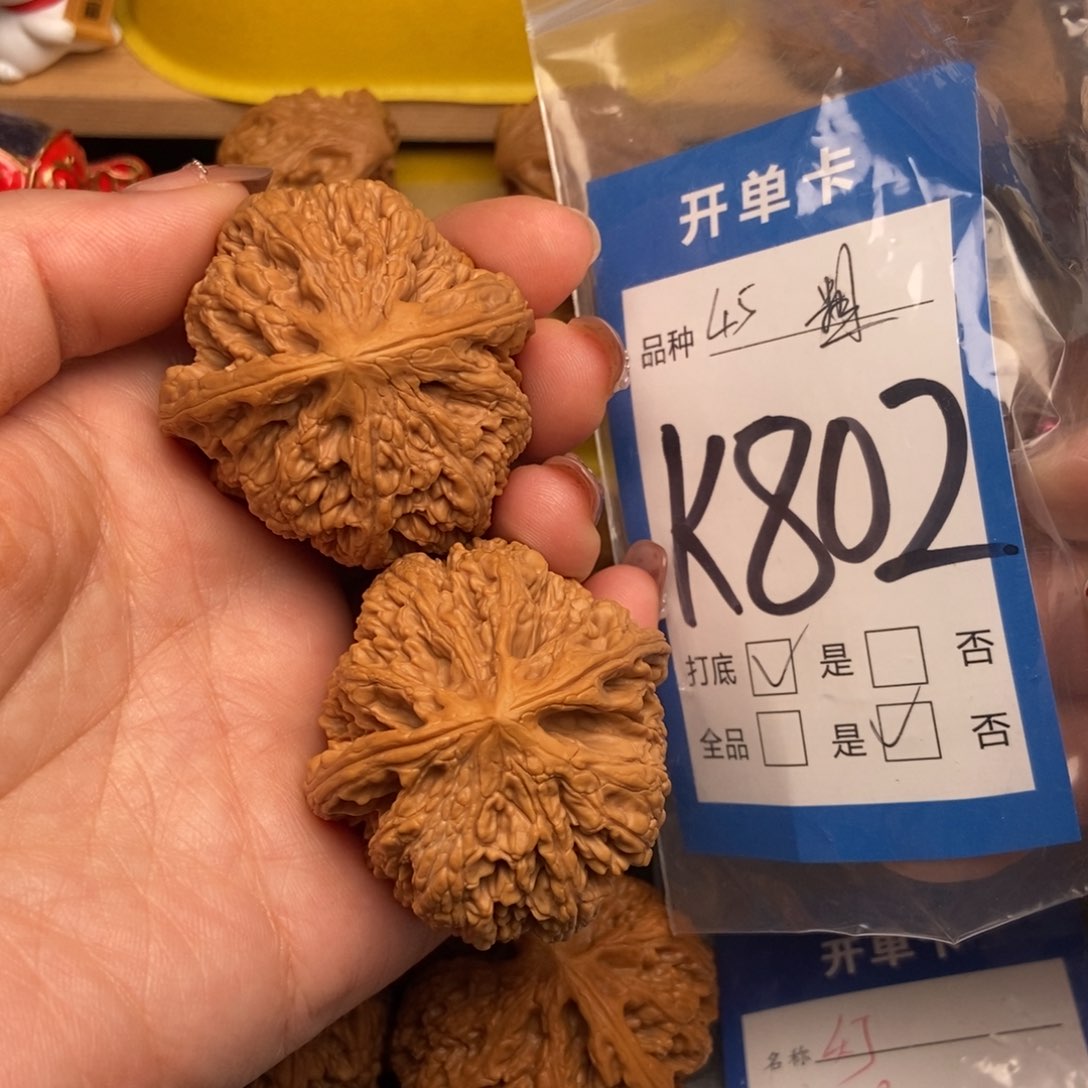 开单卡
品种 45
K802
打底 是 否
全品 是 否
开单卡
名称